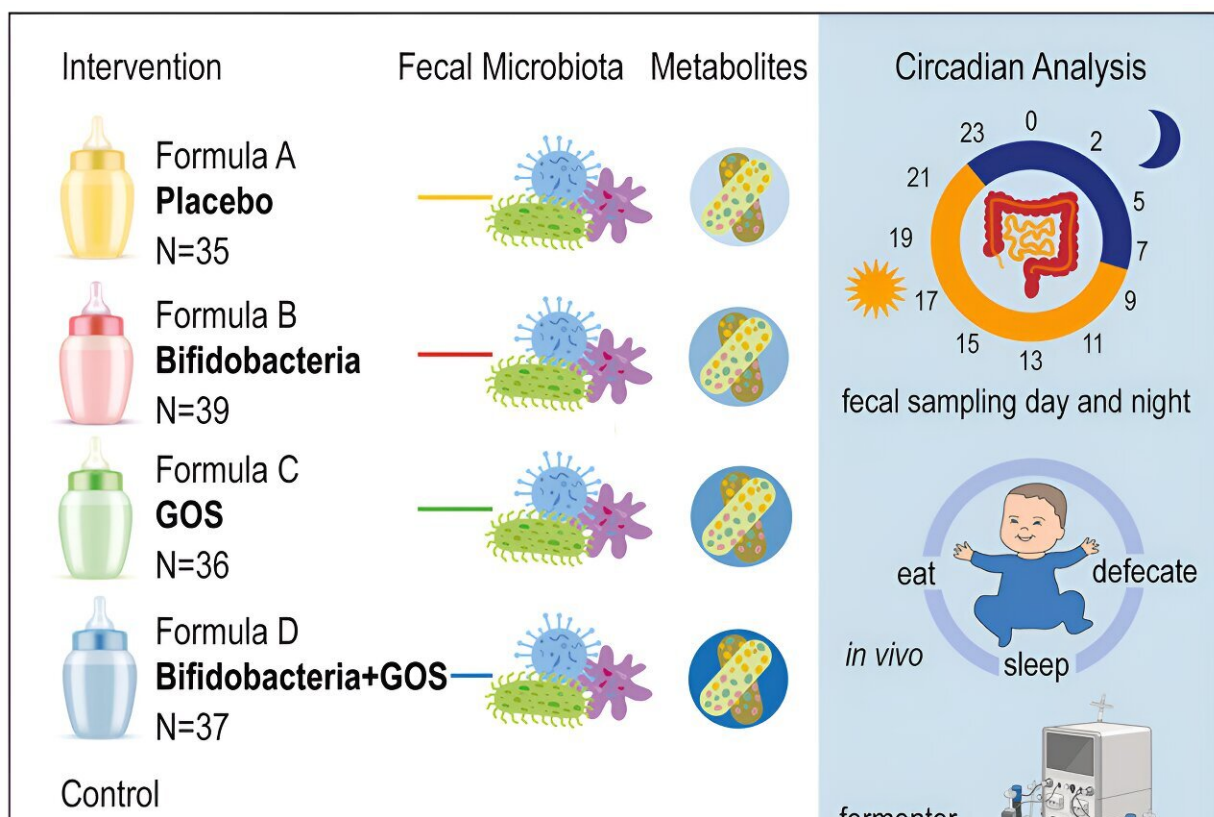 Intervention
Fecal Microbiota
Metabolites
Formula A
Placebo
N=35
Formula B
Bifidobacteria
N=39
Formula C
GOS
N=36
Formula D
Bifidobacteria+GOS
N=37
Control
Circadian Analysis
0
2
5
7
9
11
13
15
17
19
21
23
fecal sampling day and night
eat
defecate
sleep
in vivo
fermenter